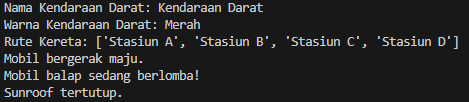 Nama Kendaraan Darat: Kendaraan Darat
Warna Kendaraan Darat: Merah
Rute Kereta: ['Stasiun A', 'Stasiun B', 'Stasiun C', 'Stasiun D']
Mobil bergerak maju.
Mobil balap sedang berlomba!
Sunroof tertutup.